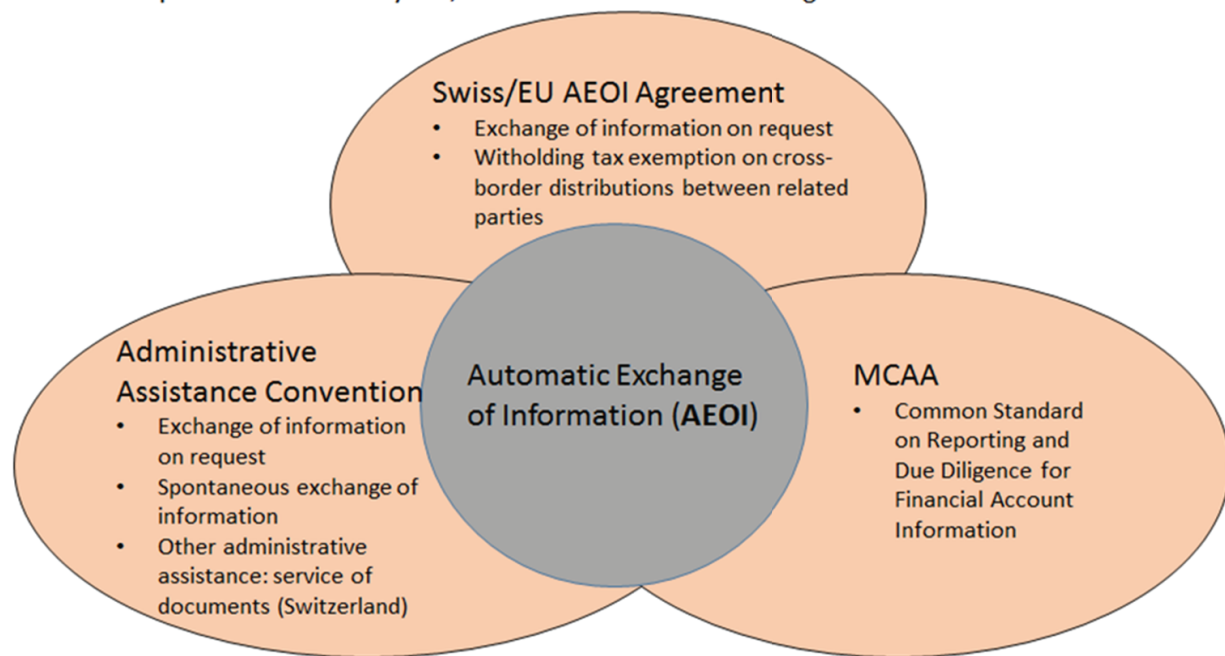 Swiss/EU AEOI Agreement
• Exchange of information on request
• Witholding tax exemption on cross-
border distributions between related
parties
Administrative
Assistance Convention
• Exchange of information
on request
• Spontaneous exchange of
information
• Other administrative
assistance: service of
documents (Switzerland)
Automatic Exchange
of Information (AEOI)
MCAA
• Common Standard
on Reporting and
Due Diligence for
Financial Account
Information